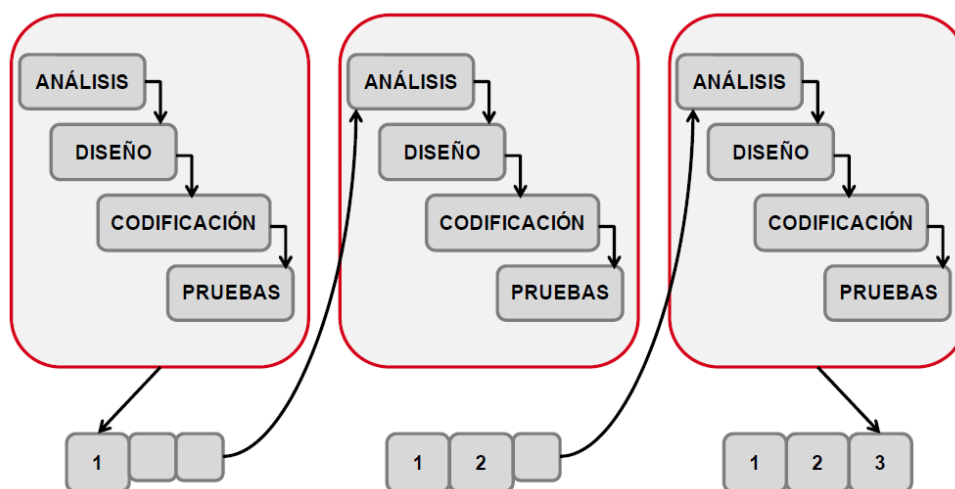 ANÁLISIS
DISEÑO
CODIFICACIÓN
PRUEBAS
ANÁLISIS
DISEÑO
CODIFICACIÓN
PRUEBAS
ANÁLISIS
DISEÑO
CODIFICACIÓN
PRUEBAS
1
1 2
1 2 3